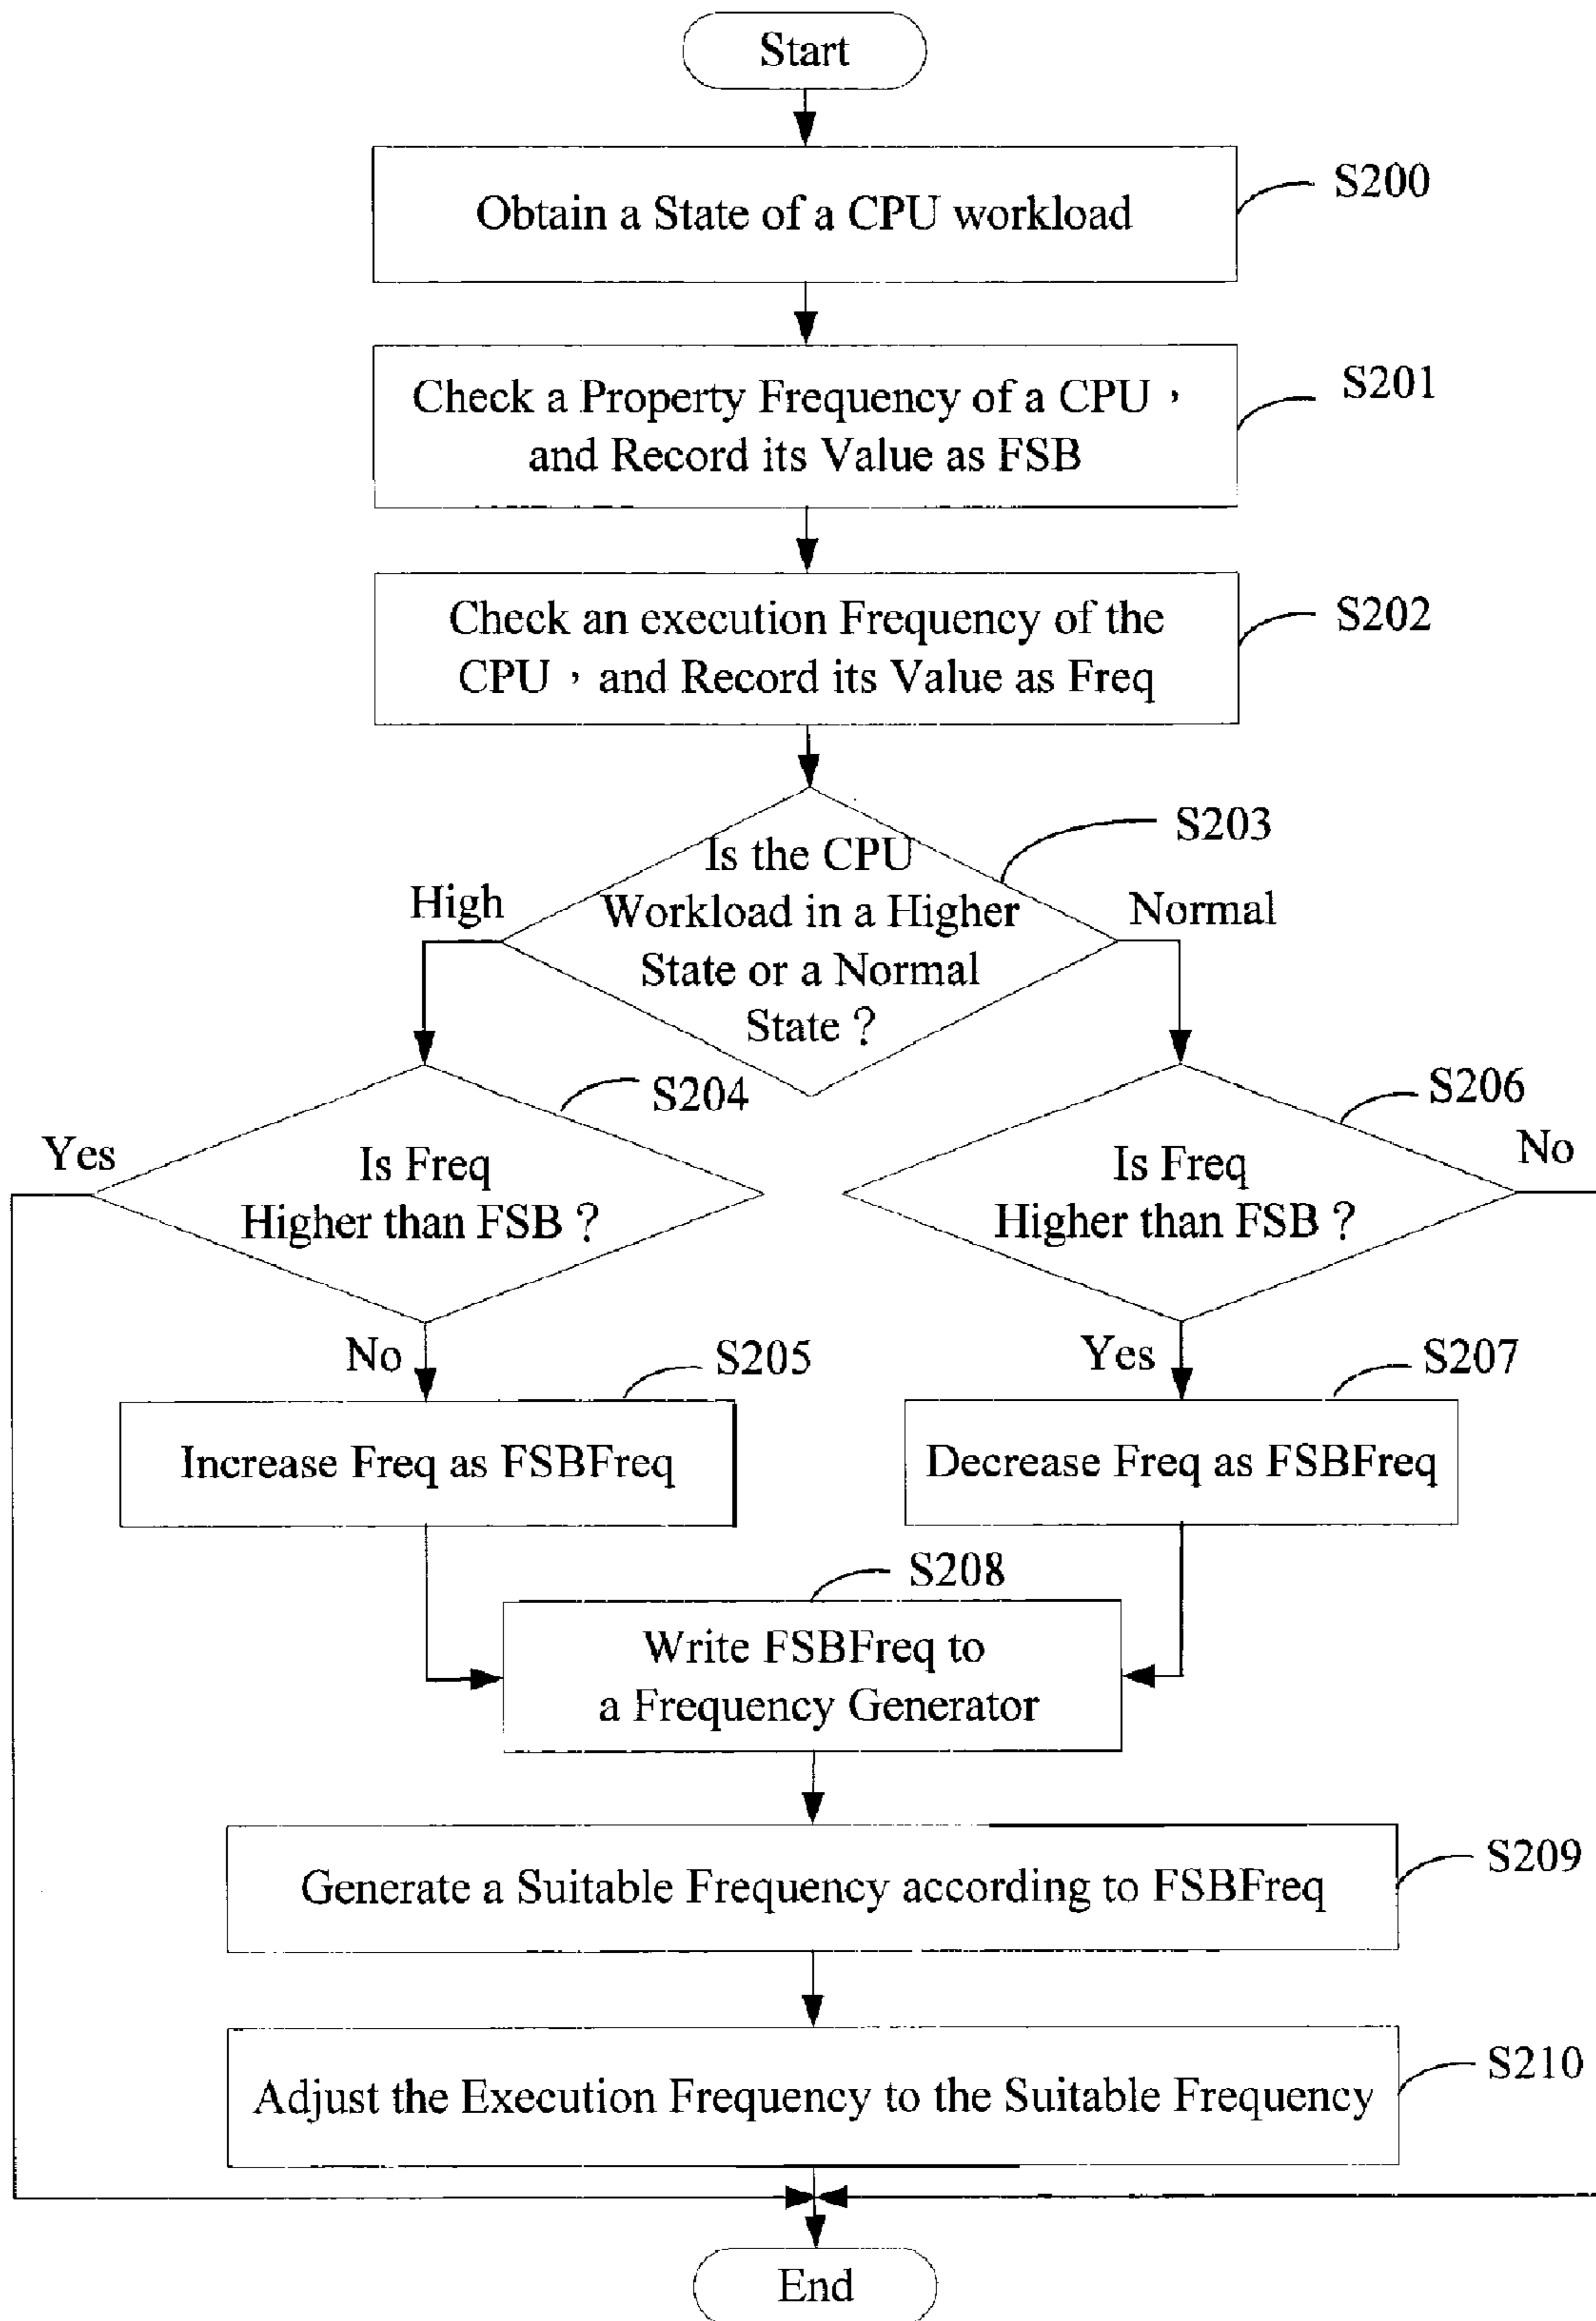 Start
Obtain a State of a CPU workload
S200
Check a Property Frequency of a CPU,
and Record its Value as FSB
S201
Check an execution Frequency of the
CPU, and Record its Value as Freq
S202
Is the CPU
Workload in a Higher
State or a Normal
State ?
S203
High
Normal
Is Freq
Higher than FSB ?
S204
Yes
No
Is Freq
Higher than FSB ?
S206
No
Yes
Increase Freq as FSBFreq
S205
Decrease Freq as FSBFreq
S207
Write FSBFreq to
a Frequency Generator
S208
Generate a Suitable Frequency according to FSBFreq
S209
Adjust the Execution Frequency to the Suitable Frequency
S210
End